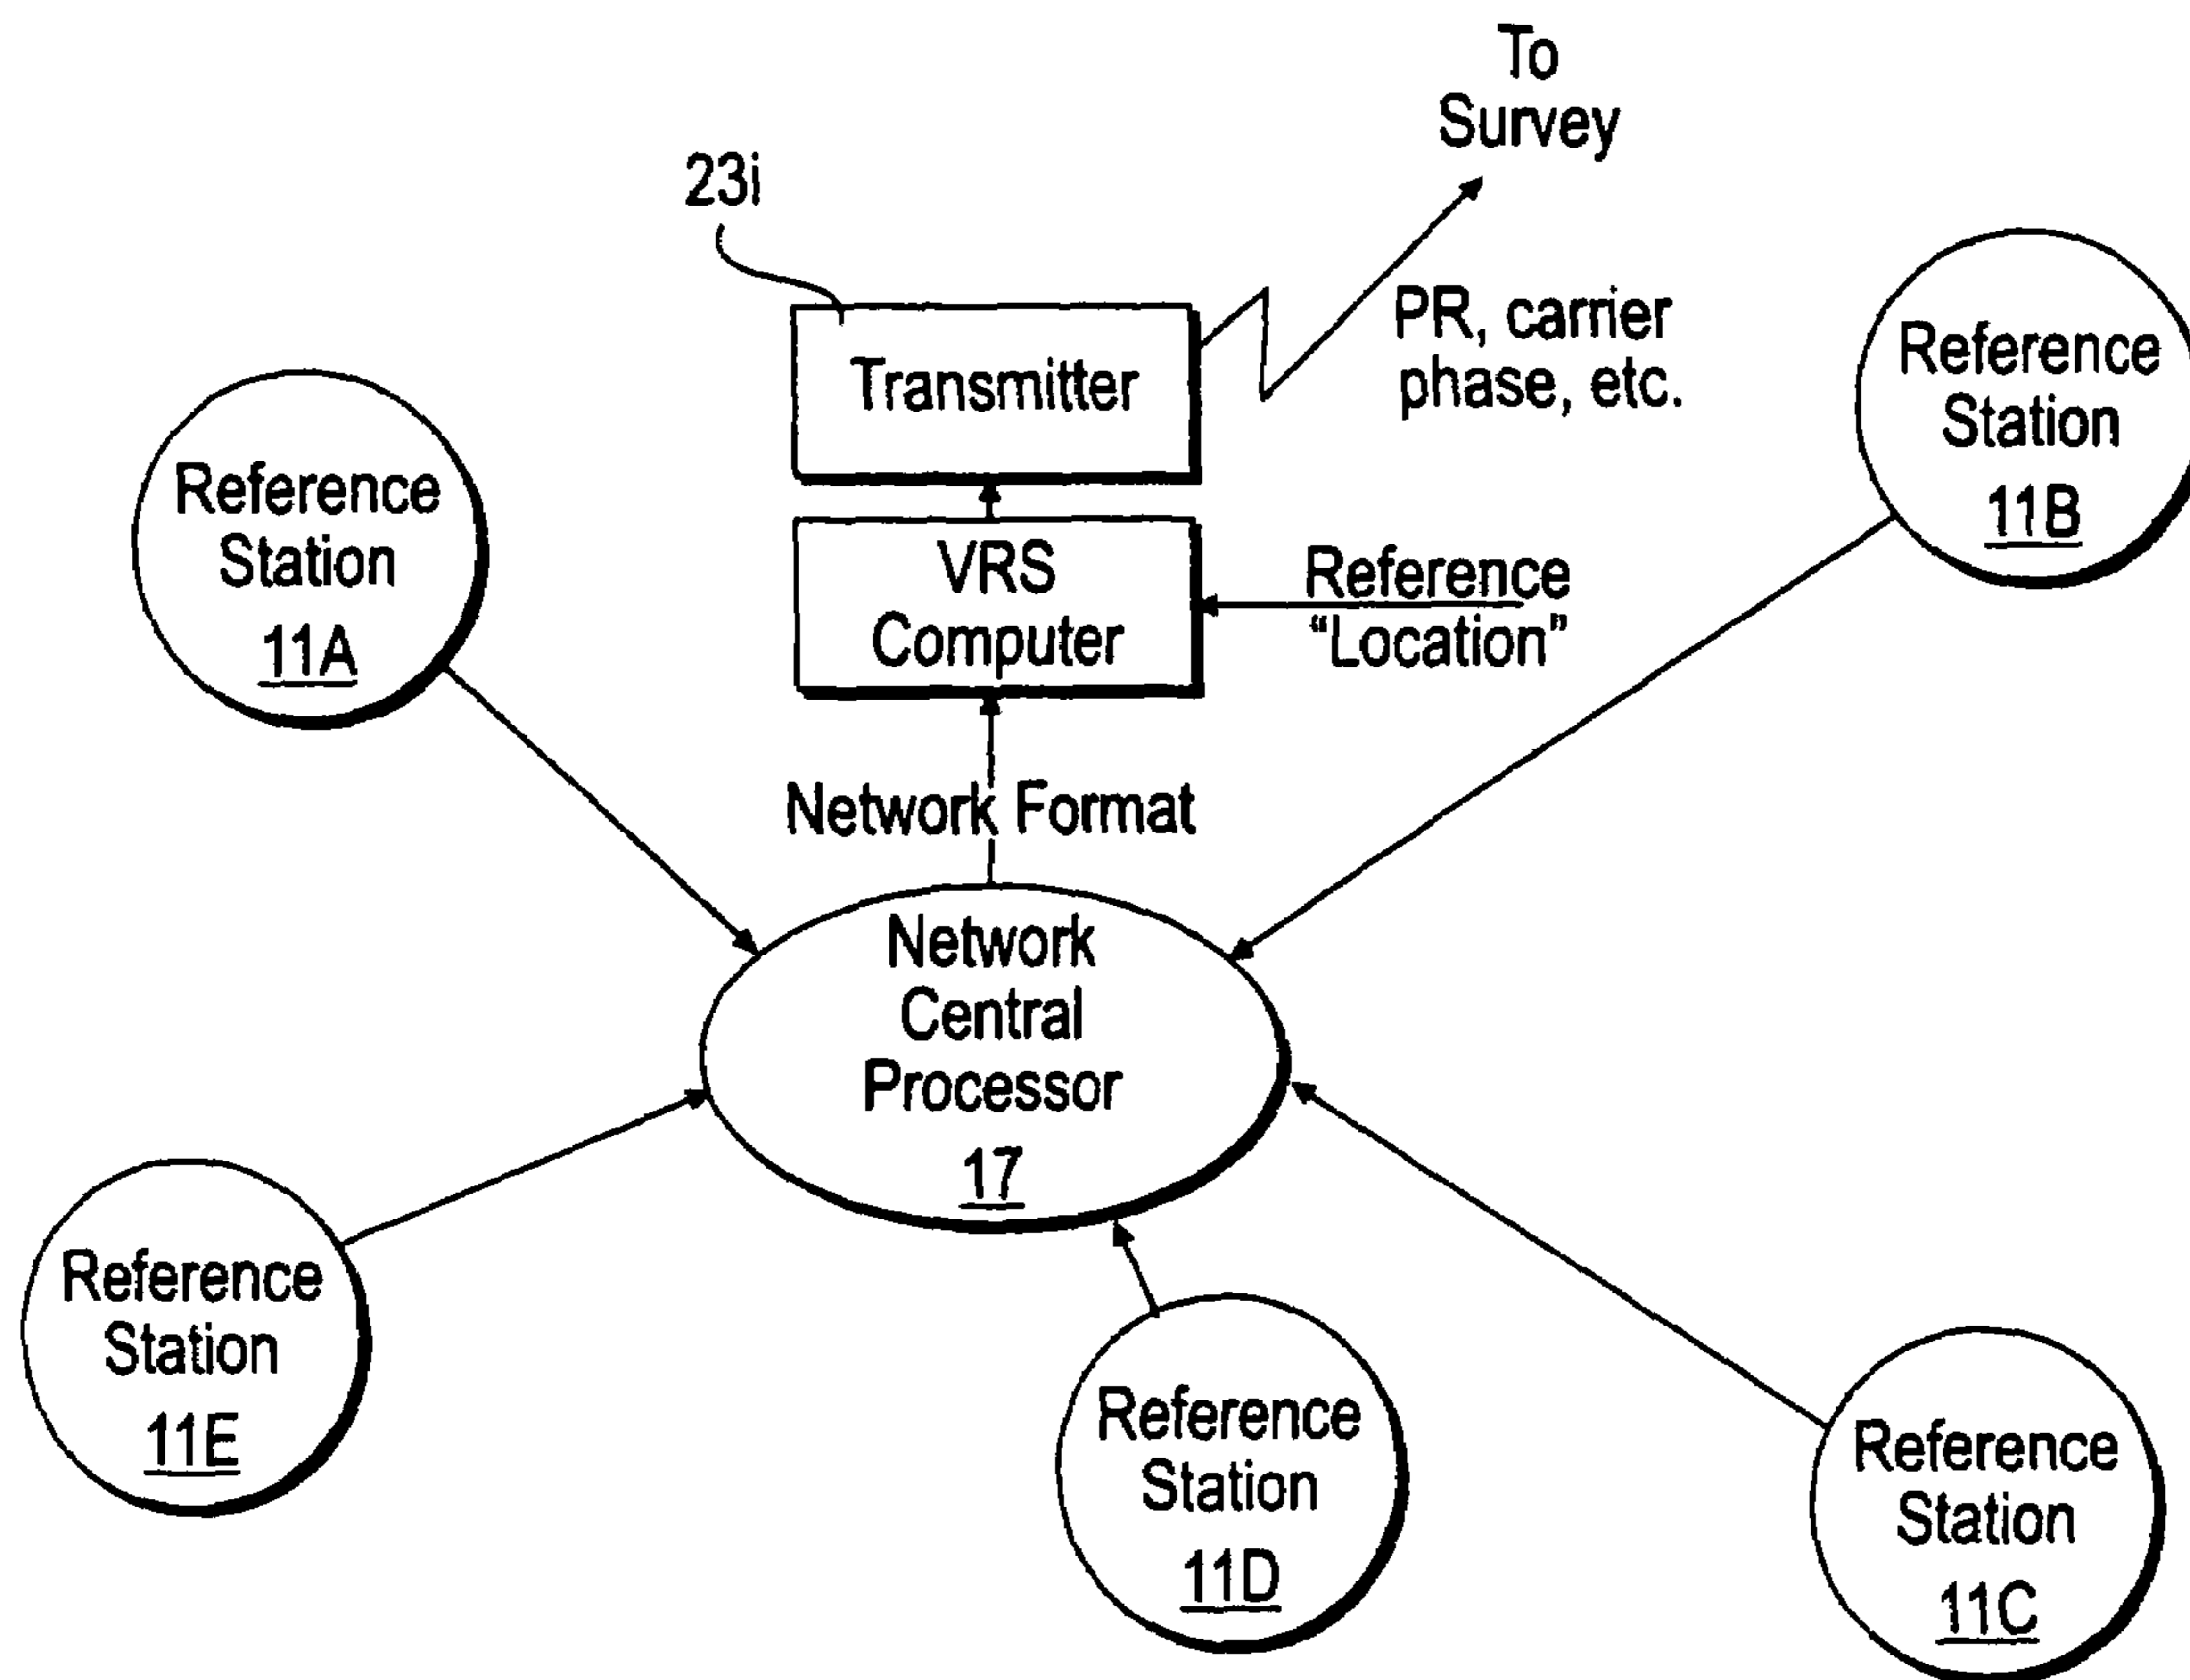 To
Survey
23i
Transmitter
PR, carrier
phase, etc.
Reference
Station
11A
Reference
Station
11B
VRS
Computer
Reference
“Location”
Network Format
Network
Central
Processor
17
Reference
Station
11E
Reference
Station
11D
Reference
Station
11C